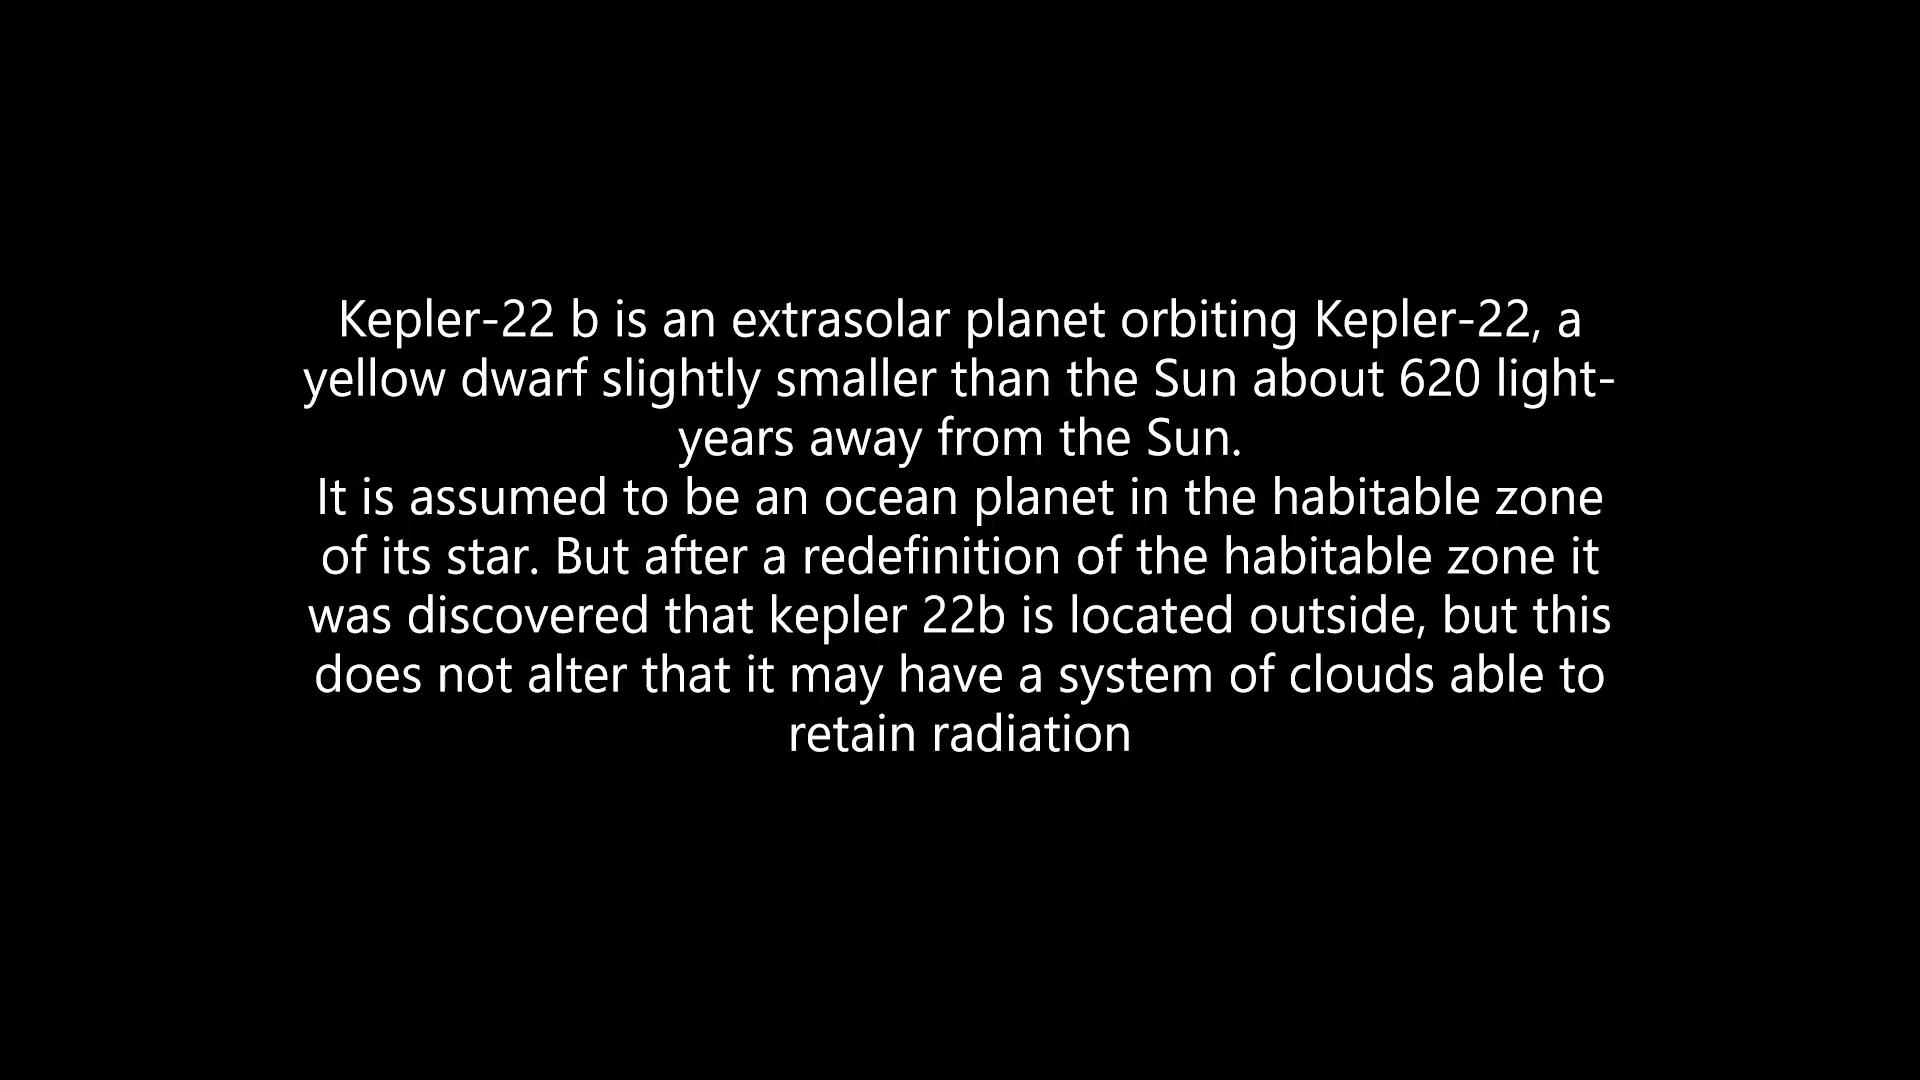 Kepler-22 b is an extrasolar planet orbiting Kepler-22, a
yellow dwarf slightly smaller than the Sun about 620 light-
years away from the Sun.
It is assumed to be an ocean planet in the habitable zone
of its star. But after a redefinition of the habitable zone it
was discovered that kepler 22b is located outside, but this
does not alter that it may have a system of clouds able to
retain radiation